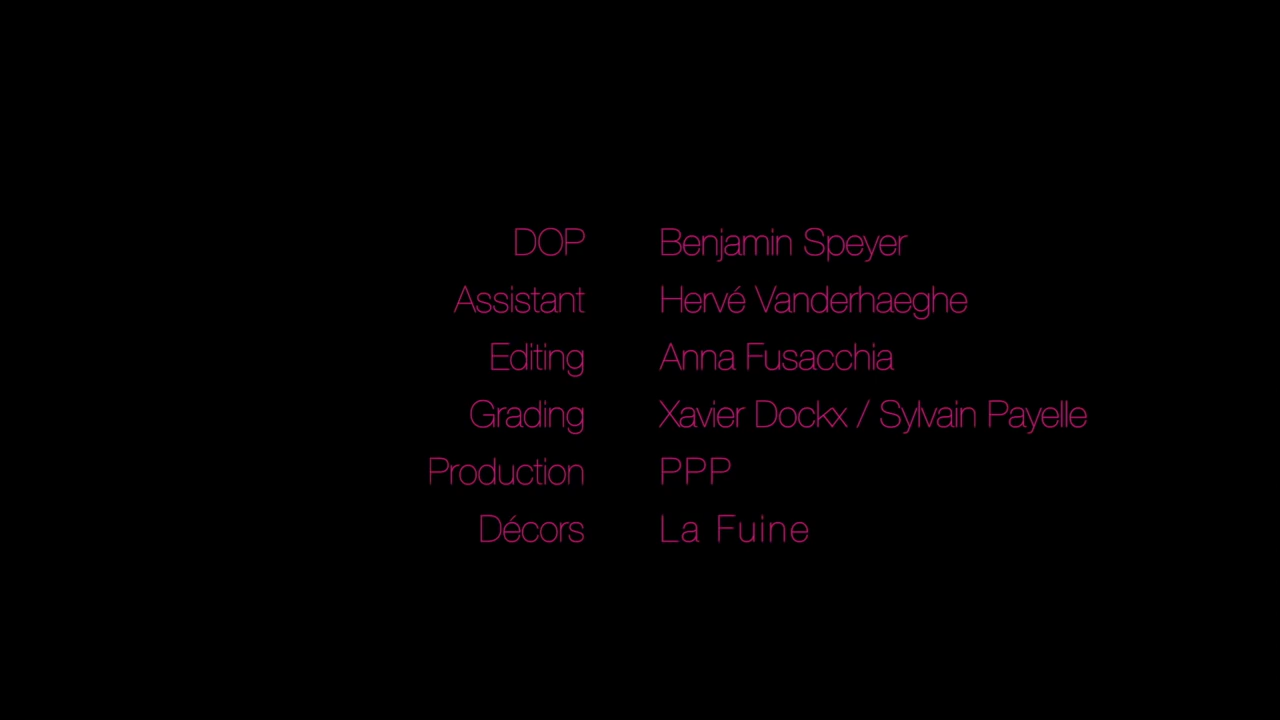 DOP Benjamin Speyer
Assistant Hervé Vanderhaeghe
Editing Anna Fusacchia
Grading Xavier Dockx / Sylvain Payelle
Production PPP
Décors La Fuine